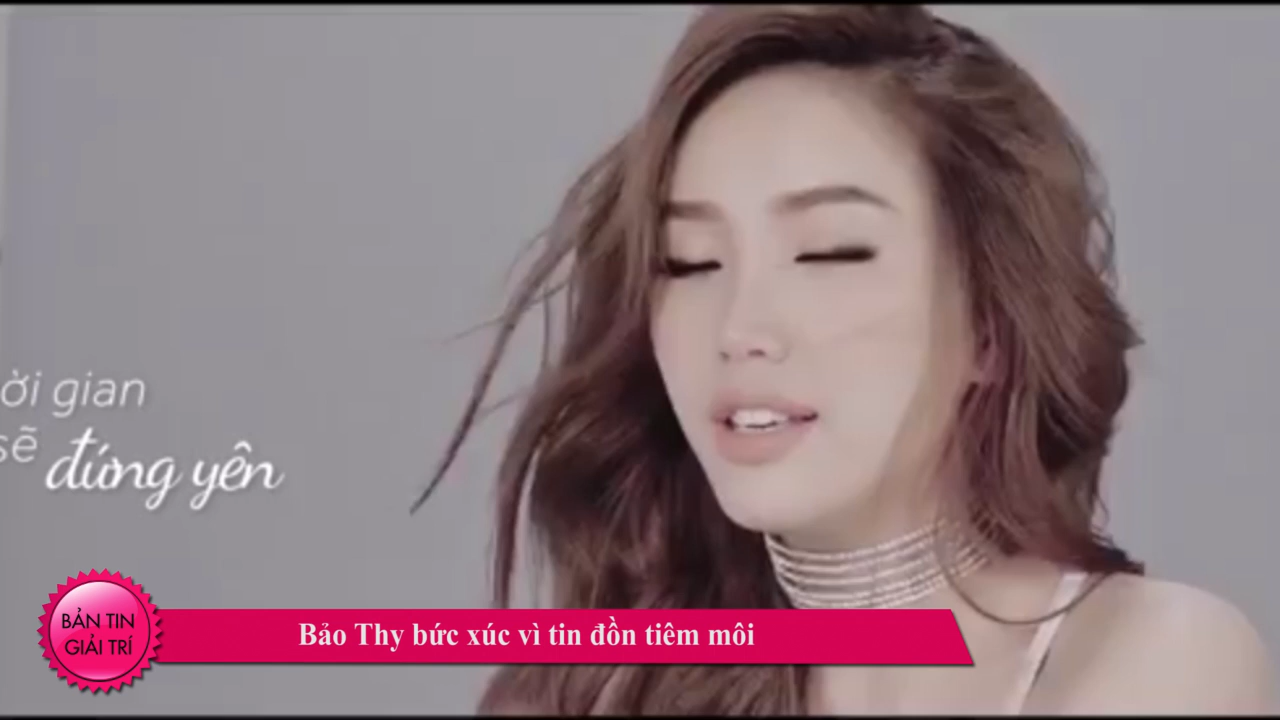 ời gian
sẽ đứng yên
BẢN TIN
GIẢI TRÍ
Bảo Thy bức xúc vì tin đồn tiêm môi